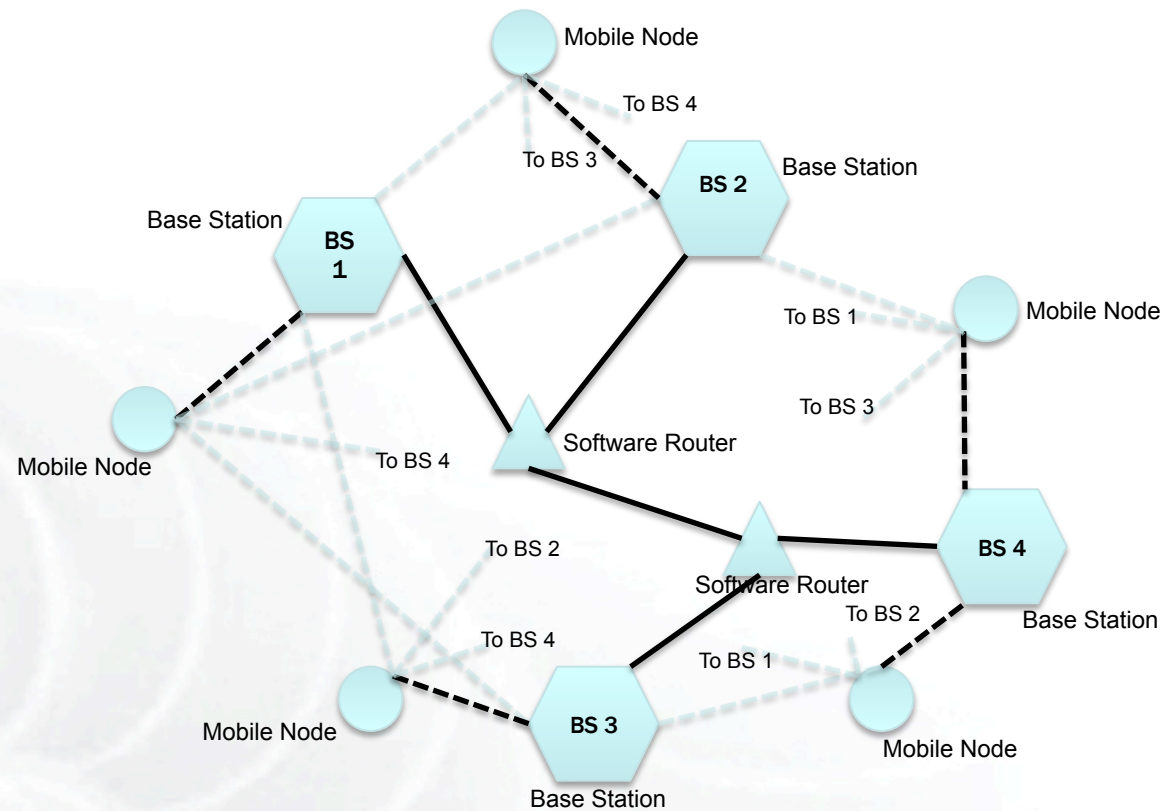 Mobile Node
To BS 4
To BS 3
BS 2
Base Station
Base Station
BS
1
To BS 1
Mobile Node
To BS 3
Software Router
To BS 4
Mobile Node
To BS 2
BS 4
Software Router
To BS 2
Base Station
To BS 4
To BS 1
Mobile Node
BS 3
Mobile Node
Base Station